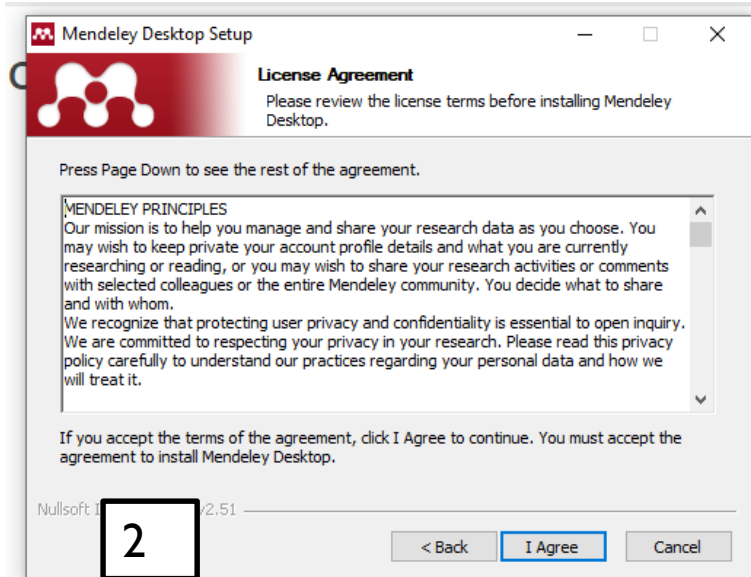 Mendeley Desktop Setup
License Agreement
Please review the license terms before installing Mendeley
Desktop.
Press Page Down to see the rest of the agreement.
MENDELEY PRINCIPLES
Our mission is to help you manage and share your research data as you choose. You
may wish to keep private your account profile details and what you are currently
researching or reading, or you may wish to share your research activities or comments
with selected colleagues or the entire Mendeley community. You decide what to share
and with whom.
We recognize that protecting user privacy and confidentiality is essential to open inquiry.
We are committed to respecting your privacy in your research. Please read this privacy
policy carefully to understand our practices regarding your personal data and how we
will treat it.
If you accept the terms of the agreement, click I Agree to continue. You must accept the
agreement to install Mendeley Desktop.
Nullsoft v2.51
2
< Back I Agree Cancel